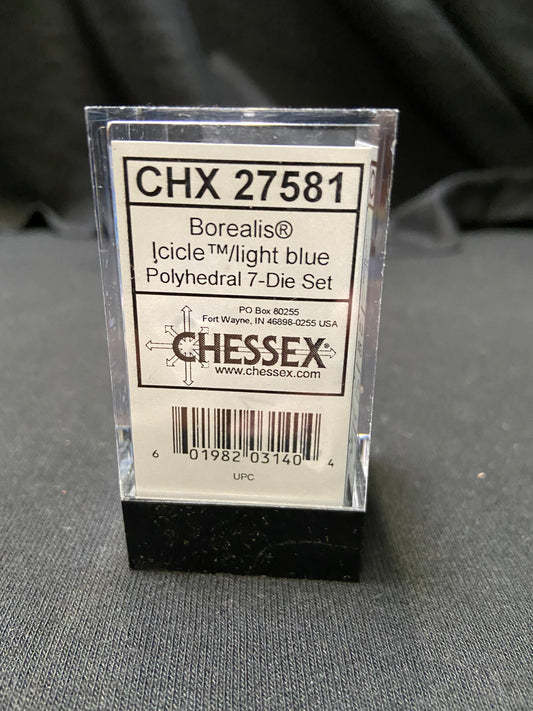 CHX 27581
Borealis®
Icicle™/light blue
Polyhedral 7-Die Set
PO Box 80255
Fort Wayne, IN 46898-0255 USA
CHESSEX®
www.chessex.com
6 01982 03140 4
UPC